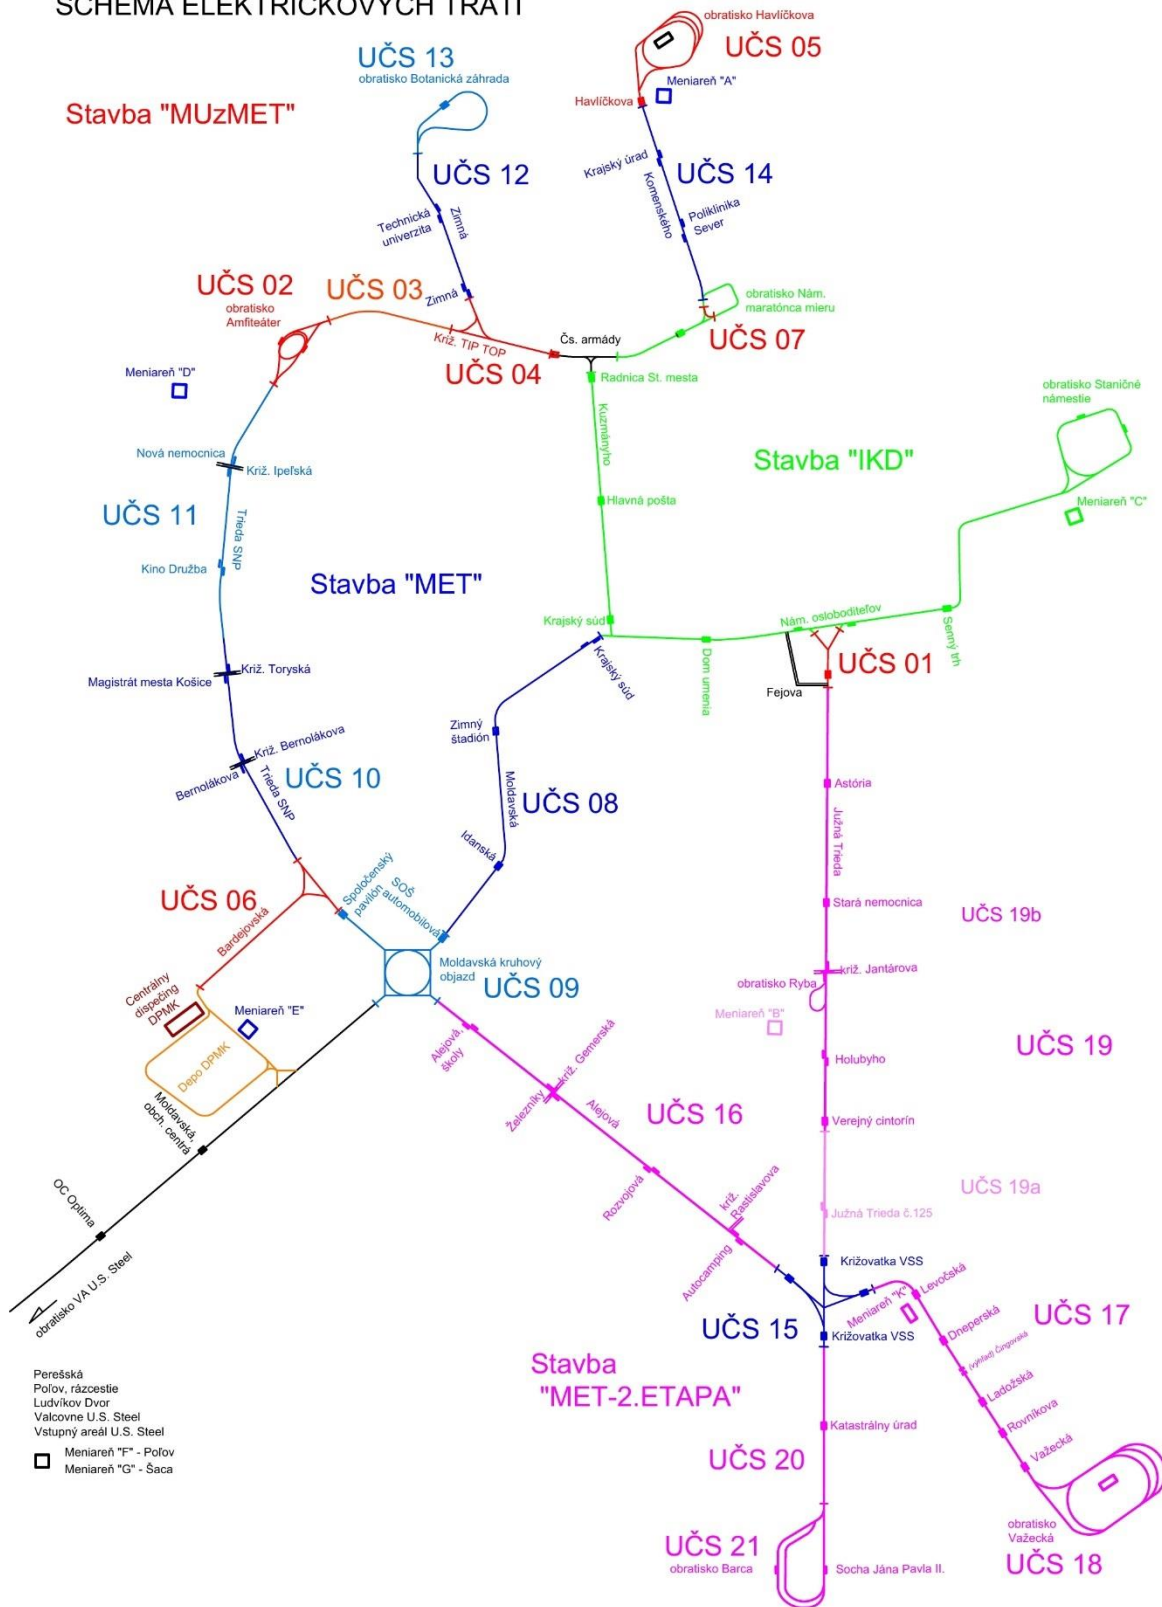 SCHÉMA ELEKTRIČKOVÝCH TRATÍ
obratisko Havlíčkova
UČS 05
UČS 13
obratisko Botanická záhrada
Meniareň "A"
Havlíčkova
Stavba "MUzMET"
Krajský úrad
UČS 14
UČS 12
Komenského
Poliklinika
Sever
Technická
univerzita
Zimná
UČS 02
obratisko
Amfiteáter
UČS 03
Zimná
obratisko Nám.
maratónca mieru
UČS 07
Križ. TIP TOP
Čs. armády
UČS 04
Radnica St. mesta
Meniareň "D"
obratisko Staničné
námestie
Kuzmányho
Nová nemocnica
Križ. Ipeľská
Stavba "IKD"
Hlavná pošta
Meniareň "C"
UČS 11
Trieda SNP
Kino Družba
Stavba "MET"
Krajský súd
Nám. osloboditeľov
Senný trh
Krajský súd
Dom umenia
UČS 01
Fejova
Križ. Toryská
Magistrát mesta Košice
Zimný
štadión
Križ. Bernolákova
Bernolákova
Trieda SNP
UČS 10
Moldavská
UČS 08
Astória
Južná Trieda
Idanská
Spoločenský
pavilón
SOŠ
automobilová
UČS 06
Bardejovská
Stará nemocnica
UČS 19b
Moldavská kruhový
objazd
UČS 09
križ. Jantárova
obratisko Ryba
Centrálny
dispečing
DPMK
Meniareň "E"
Meniareň "B"
Alejová,
školy
križ. Gemerská
Holubyho
UČS 19
Depo DPMK
Železníky
Alejová
UČS 16
Verejný cintorín
Moldavská,
obch. centrá
Rozvojová
križ.
Rastislavova
UČS 19a
Južná Trieda č.125
OC Optima
Autocamping
Križovatka VSS
obratisko VA U.S. Steel
Meniareň "K"
Levočská
UČS 17
UČS 15
Križovatka VSS
Dneperská
(výhľad) Čingovská
Stavba
"MET-2.ETAPA"
Ladožská
Rovníkova
Perešská
Poľov, rázcestie
Ludvíkov Dvor
Valcovne U.S. Steel
Vstupný areál U.S. Steel
Meniareň "F" - Poľov
Meniareň "G" - Šaca
Katastrálny úrad
Važecká
UČS 20
obratisko
Važecká
UČS 18
UČS 21
obratisko Barca
Socha Jána Pavla II.